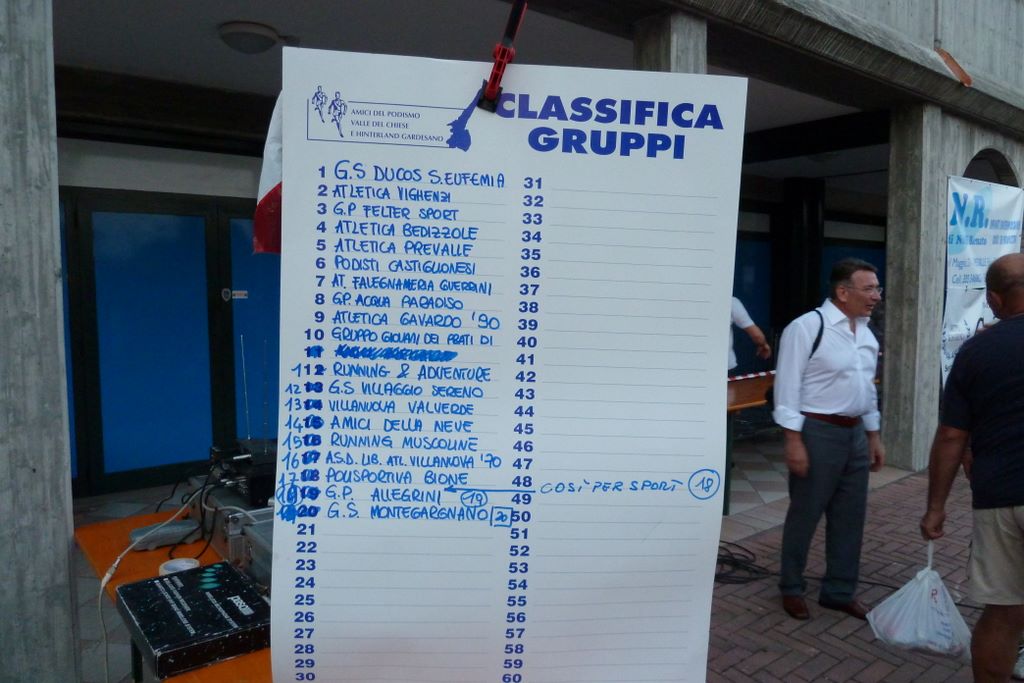 AMICI DEL PODISMO
VALLE DEL CHIESE
E HINTERLAND GARDESANO
CLASSIFICA
GRUPPI
1 G.S DUCOS S.EUFEMIA
2 ATLETICA VIGHENZI
3 G.P FELTER SPORT
4 ATLETICA BEDIZZOLE
5 ATLETICA PREVALLE
6 PODISTI CASTIGLIONESI
7 AT. FALEGNAMERIA GUERRINI
8 G.P. ACQUA PARADISO
9 ATLETICA GAVARDO '90
10 GRUPPO GIOVANI DEI PRATI DI
11
112 RUNNING & ADVENTURE
12 13 G.S VILLAGGIO SERENO
13 14 VILLANUOVA VALVERDE
14 15 AMICI DELLA NEVE
15 16 RUNNING MUSCOLINE
16 17 A.S.D. LIB. ATL. VILLANOVA '70
17 18 POLISPORTIVA BIONE
19 G.P. ALLEGRINI (19)
20 G.S. MONTEGARGNANO 20
21
22
23
24
25
26
27
28
29
30
31
32
33
34
35
36
37
38
39
40
41
42
43
44
45
46
47
48 COSÌ PER SPORT 18
49
50
51
52
53
54
55
56
57
58
59
60
N.R.